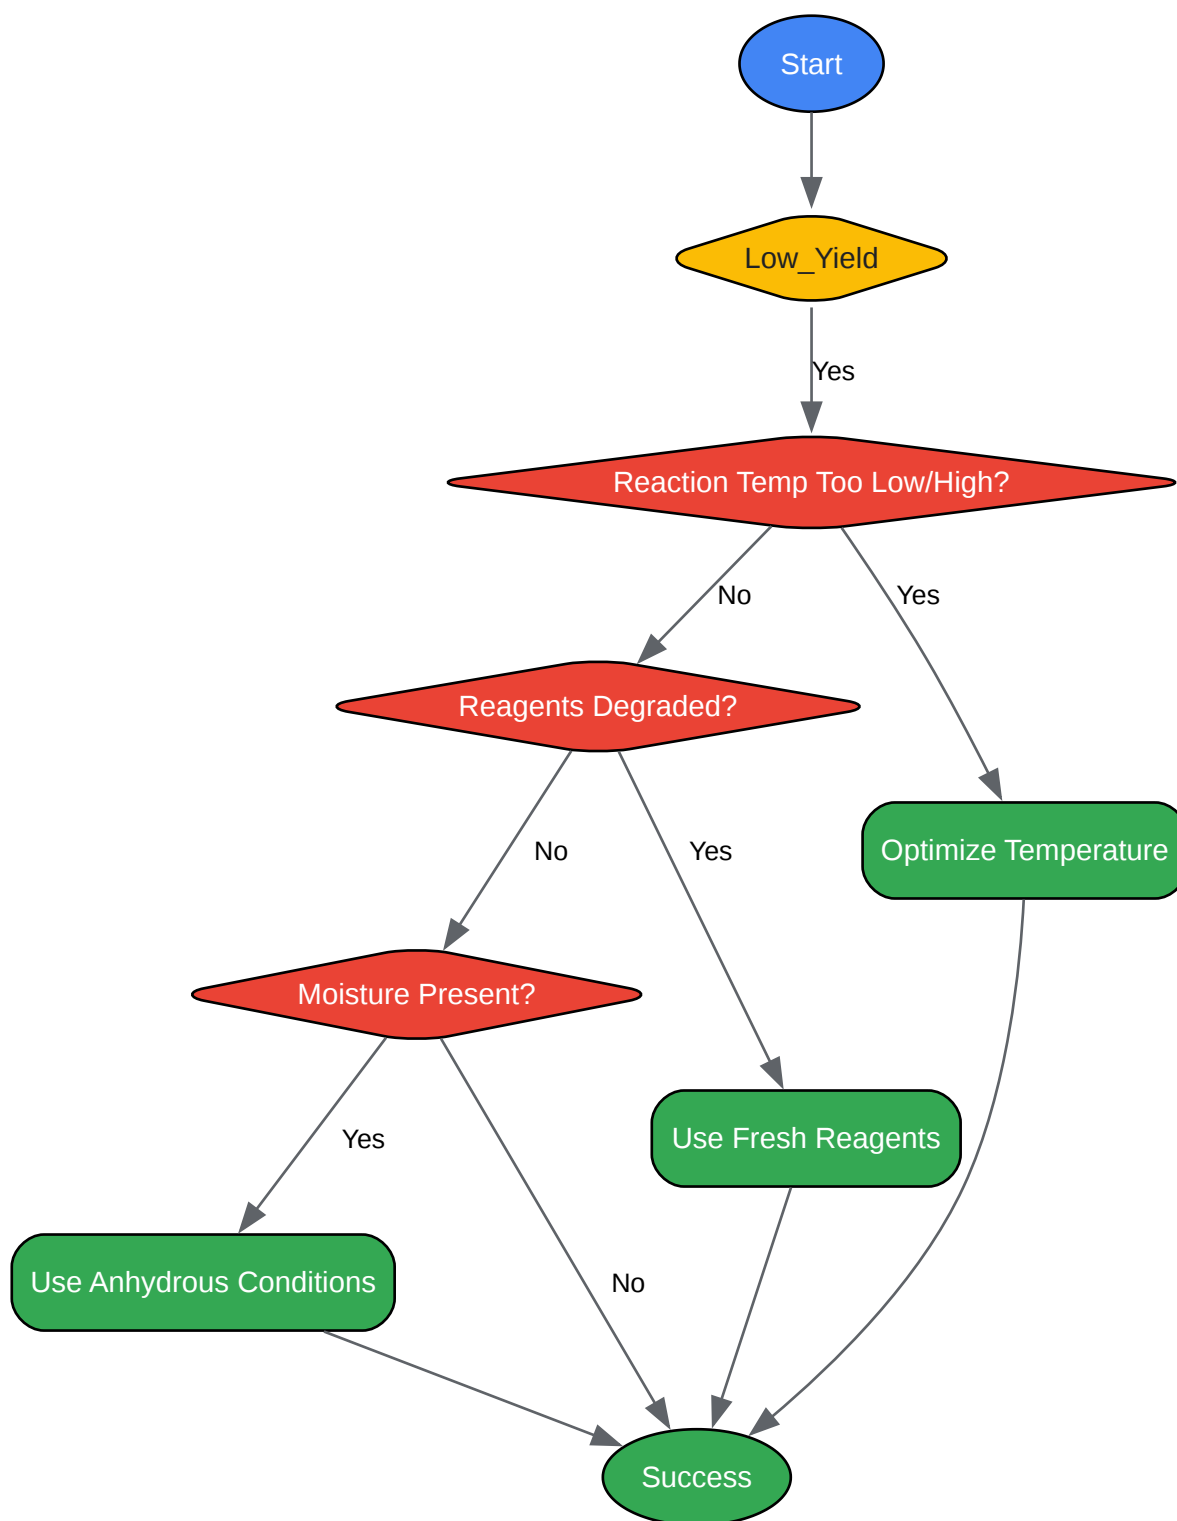 Start
Low_Yield
Yes
Reaction Temp Too Low/High?
No
Yes
Reagents Degraded?
No
Yes
Optimize Temperature
Moisture Present?
Yes
Use Fresh Reagents
Use Anhydrous Conditions
No
Success